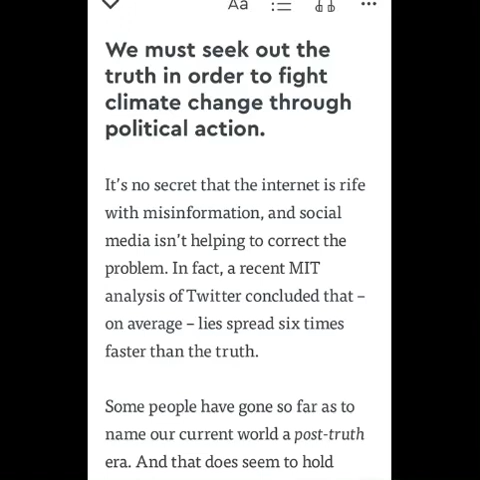 Aa
We must seek out the
truth in order to fight
climate change through
political action.
It's no secret that the internet is rife
with misinformation, and social
media isn't helping to correct the
problem. In fact, a recent MIT
analysis of Twitter concluded that –
on average – lies spread six times
faster than the truth.
Some people have gone so far as to
name our current world a post-truth
era. And that does seem to hold